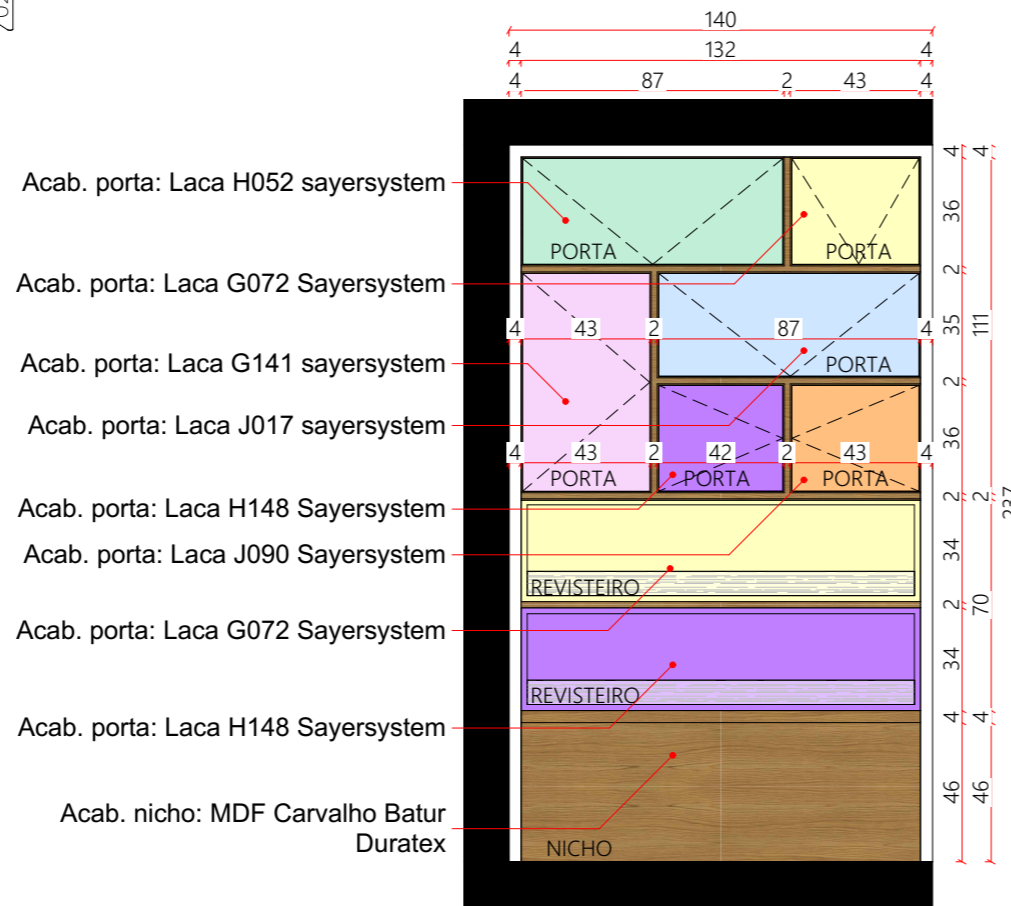 140
4 132 4
4 87 2 43 4
Acab. porta: Laca H052 sayersystem
PORTA PORTA
Acab. porta: Laca G072 Sayersystem
4 43 2 87 4
Acab. porta: Laca G141 sayersystem
PORTA
Acab. porta: Laca J017 sayersystem
4 43 2 42 2 43 4
PORTA PORTA PORTA
Acab. porta: Laca H148 Sayersystem
Acab. porta: Laca J090 Sayersystem
REVISTEIRO
Acab. porta: Laca G072 Sayersystem
REVISTEIRO
Acab. porta: Laca H148 Sayersystem
Acab. nicho: MDF Carvalho Batur
Duratex
NICHO
4 36 2 35 2 36 2 34 2 34 4 46
4 111 2 70 4 46
237